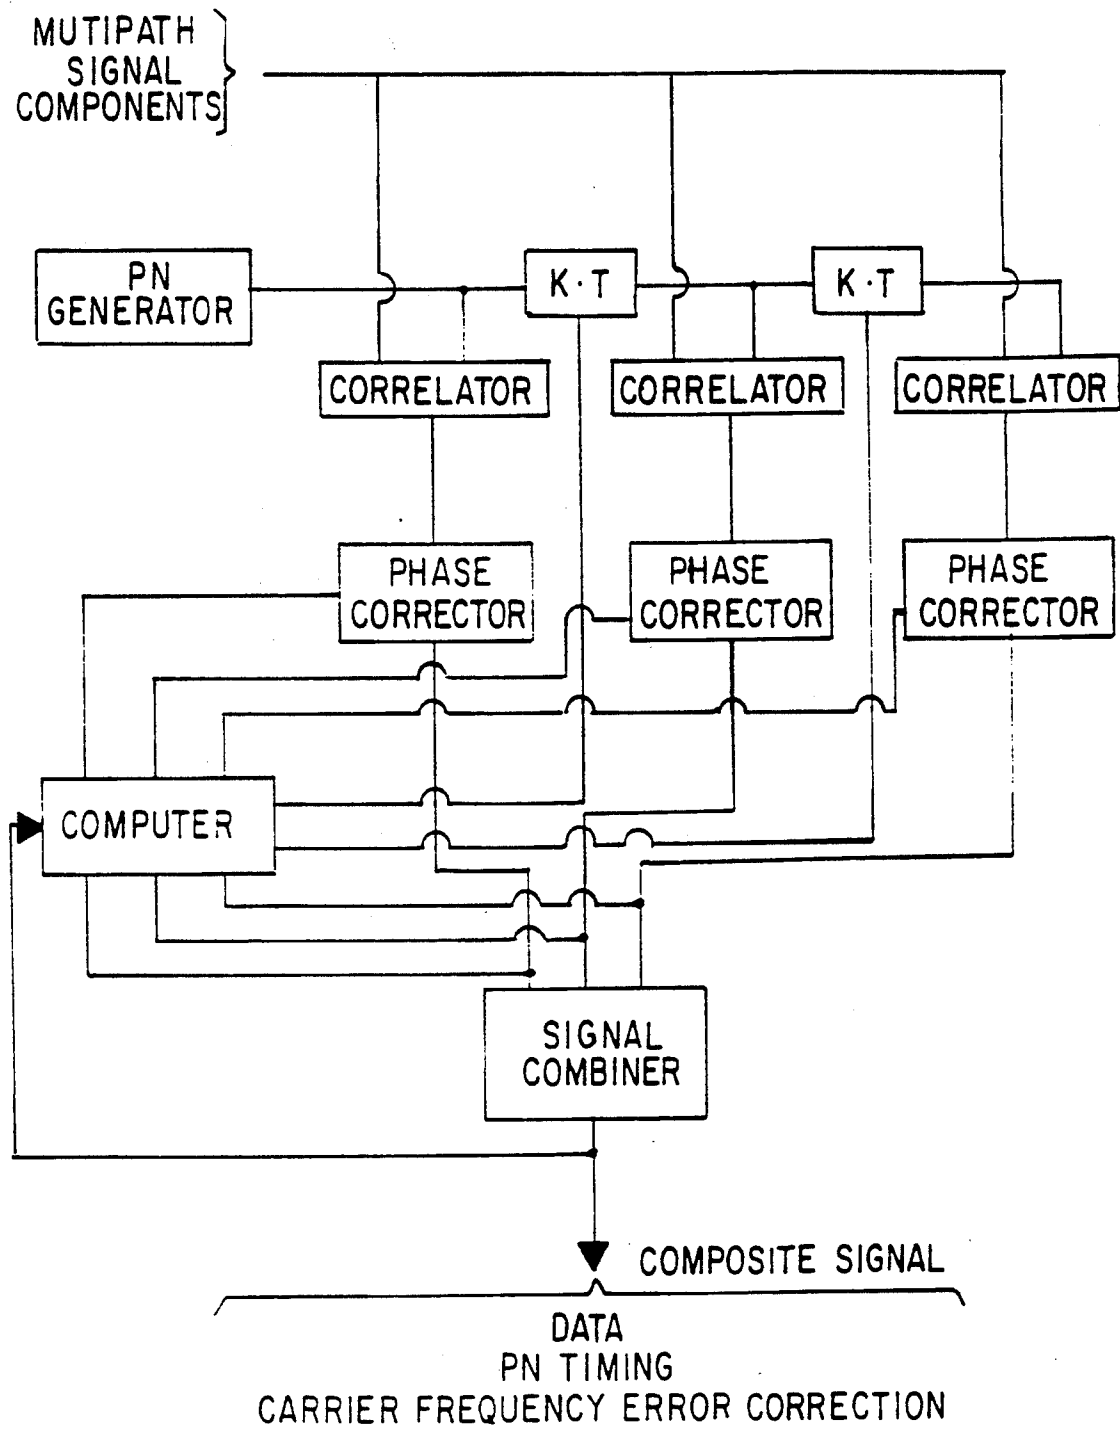 MUTIPATH
SIGNAL
COMPONENTS
PN
GENERATOR
K·T
K·T
CORRELATOR
CORRELATOR
CORRELATOR
PHASE
CORRECTOR
PHASE
CORRECTOR
PHASE
CORRECTOR
COMPUTER
SIGNAL
COMBINER
COMPOSITE SIGNAL
DATA
PN TIMING
CARRIER FREQUENCY ERROR CORRECTION